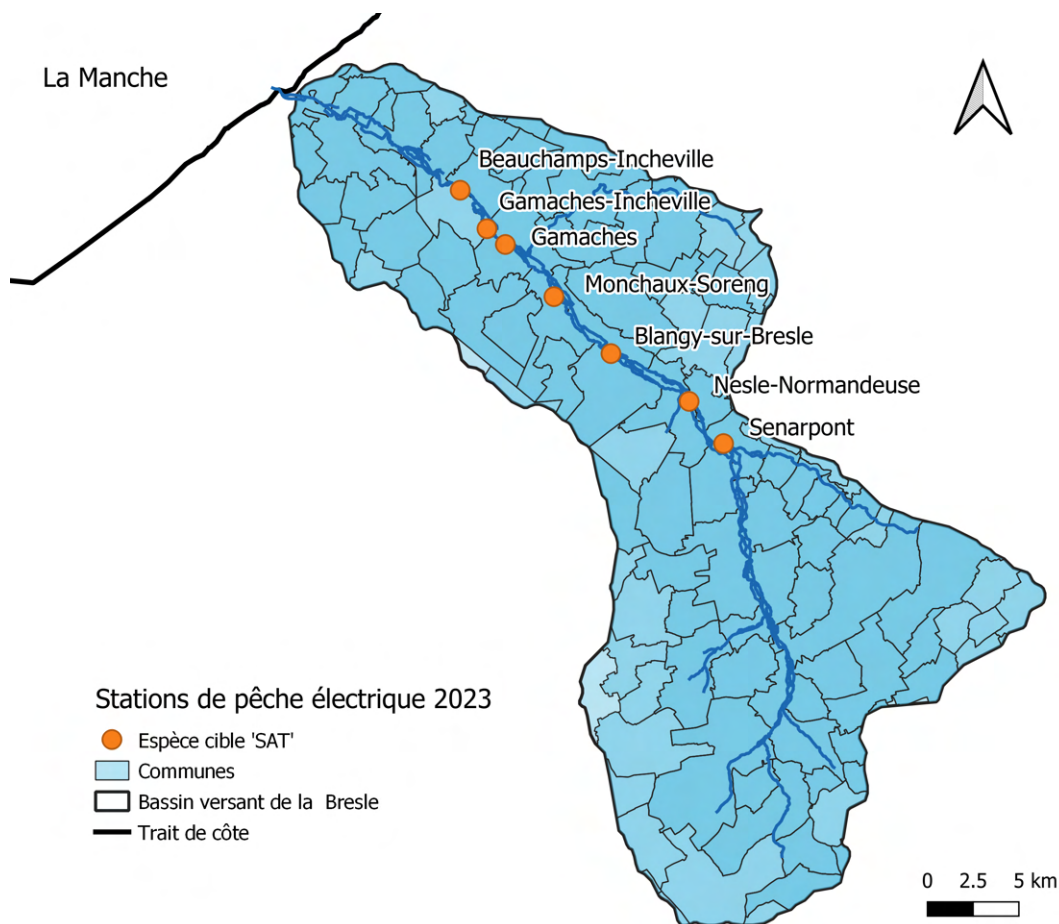 La Manche
Beauchamps-Incheville
Gamaches-Incheville
Gamaches
Monchaux-Soreng
Blangy-sur-Bresle
Nesle-Normandeuse
Senarpont
Stations de pêche électrique 2023
Espèce cible 'SAT'
Communes
Bassin versant de la Bresle
Trait de côte
0 2.5 5 km